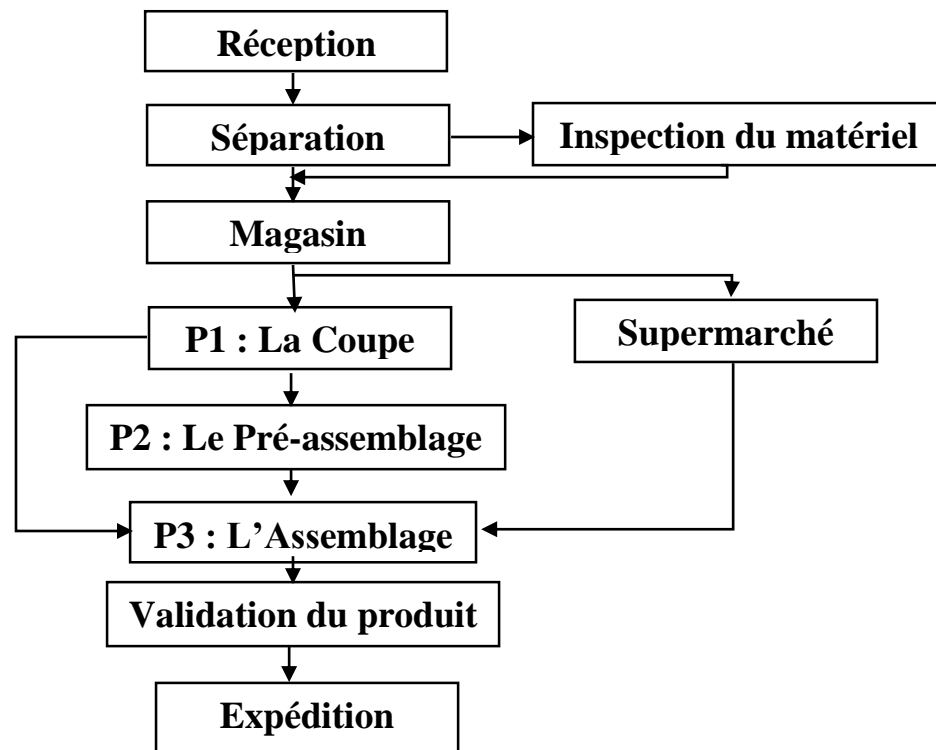 Réception
Séparation
Inspection du matériel
Magasin
P1 : La Coupe
Supermarché
P2 : Le Pré-assemblage
P3 : L’Assemblage
Validation du produit
Expédition